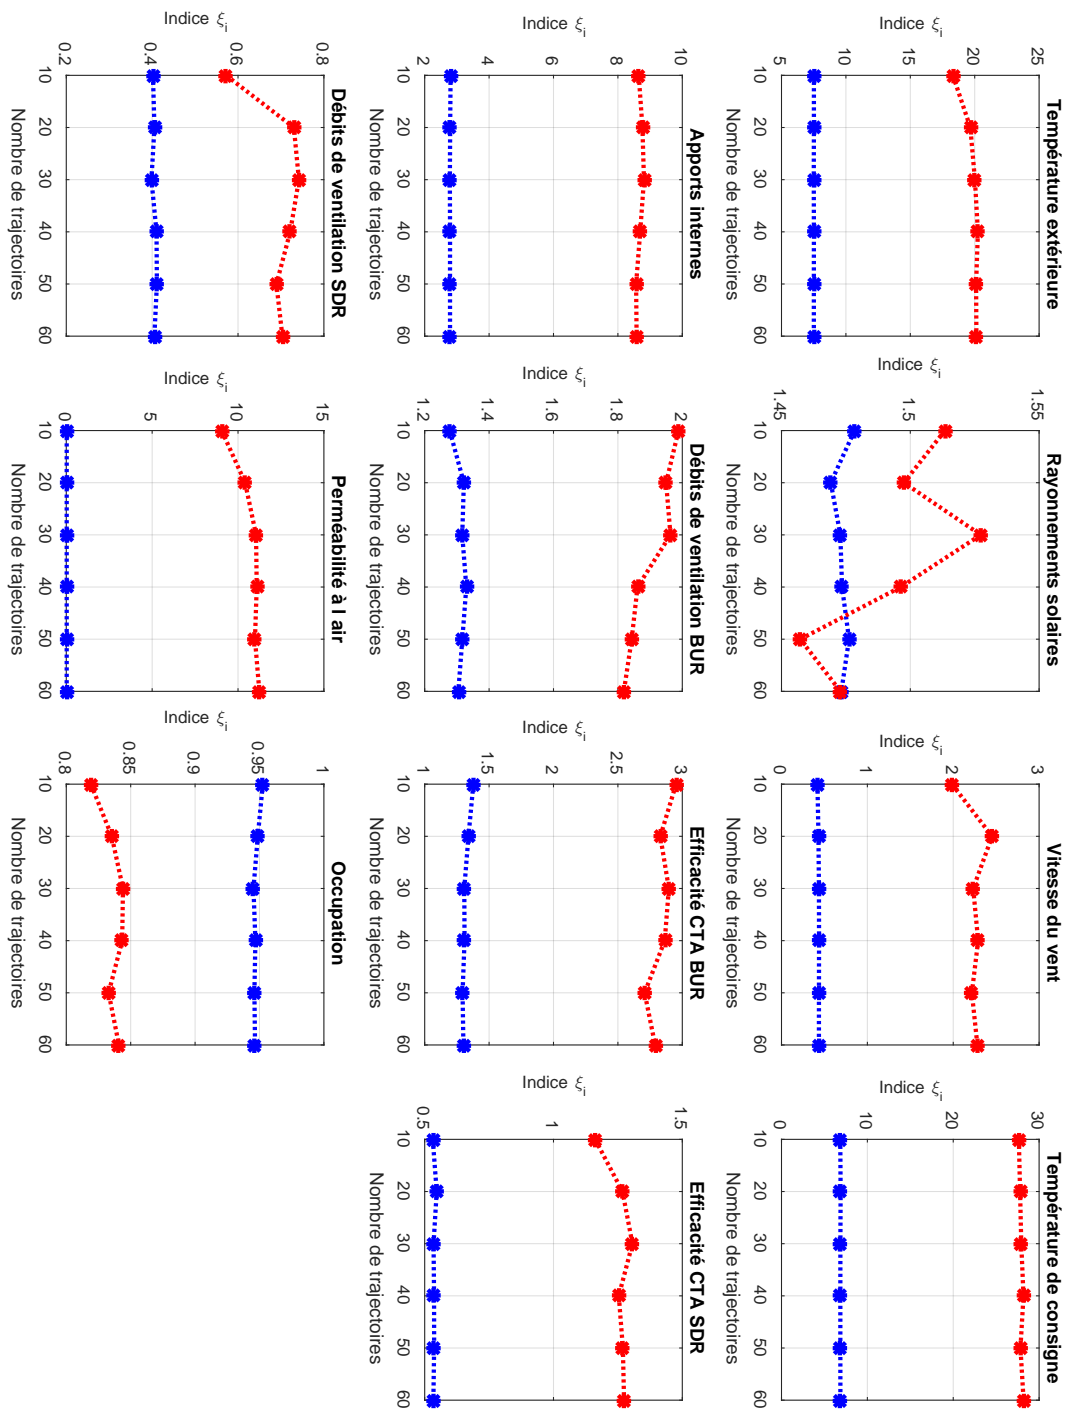 Température extérieure
Indice ξi
25
20
15
10
5
10 20 30 40 50 60
Nombre de trajectoires
Rayonnements solaires
Indice ξi
1.55
1.5
1.45
10 20 30 40 50 60
Nombre de trajectoires
Vitesse du vent
Indice ξi
3
2
1
0
10 20 30 40 50 60
Nombre de trajectoires
Température de consigne
Indice ξi
30
20
10
0
10 20 30 40 50 60
Nombre de trajectoires
Apports internes
Indice ξi
10
8
6
4
2
10 20 30 40 50 60
Nombre de trajectoires
Débits de ventilation BUR
Indice ξi
2
1.8
1.6
1.4
1.2
10 20 30 40 50 60
Nombre de trajectoires
Efficacité CTA BUR
Indice ξi
3
2.5
2
1.5
1
10 20 30 40 50 60
Nombre de trajectoires
Efficacité CTA SDR
Indice ξi
1.5
1
0.5
10 20 30 40 50 60
Nombre de trajectoires
Débits de ventilation SDR
Indice ξi
0.8
0.6
0.4
0.2
10 20 30 40 50 60
Nombre de trajectoires
Perméabilité à l air
Indice ξi
15
10
5
0
10 20 30 40 50 60
Nombre de trajectoires
Occupation
Indice ξi
1
0.95
0.9
0.85
0.8
10 20 30 40 50 60
Nombre de trajectoires